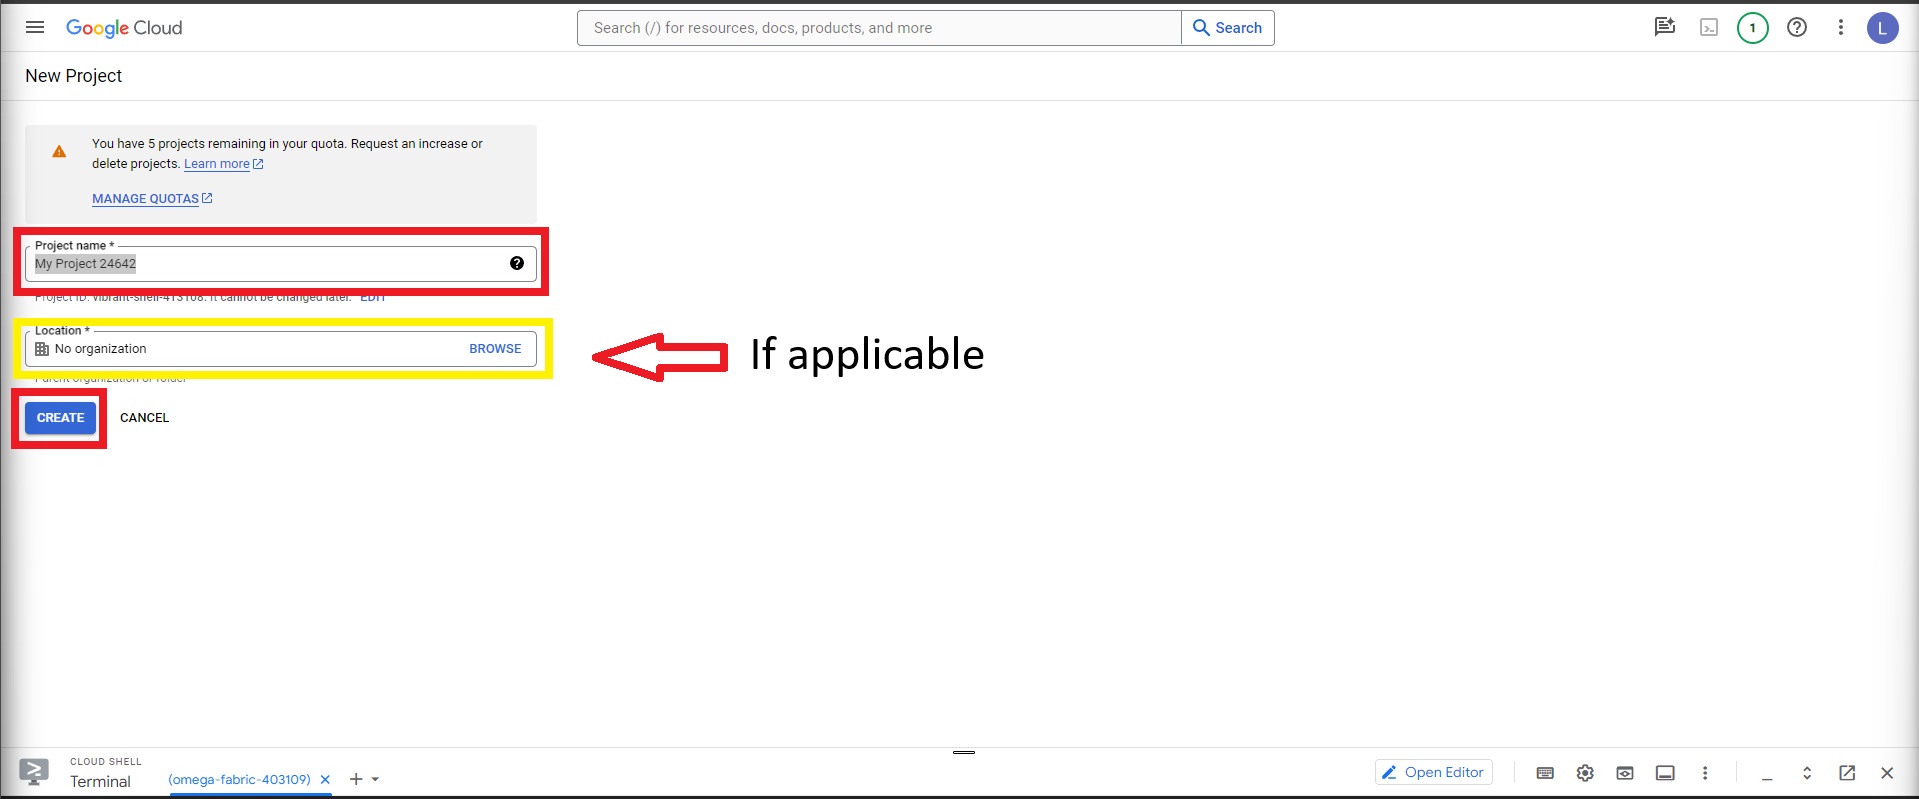 Google Cloud
Search (/) for resources, docs, products, and more
Search
1
L
New Project
You have 5 projects remaining in your quota. Request an increase or
delete projects. Learn more
MANAGE QUOTAS
Project name *
My Project 24642
Project ID: vibrant-shell-413108. It cannot be changed later. EDIT
Location *
No organization BROWSE
Parent organization or folder
If applicable
CREATE CANCEL
CLOUD SHELL
Terminal
(omega-fabric-403109)
Open Editor